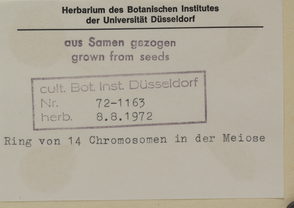 Herbarium des Botanischen Institutes
der Universität Düsseldorf
aus Samen gezogen
grown from seeds
cult. Bot. Inst. Düsseldorf
Nr. 72-1163
herb. 8.8.1972
Ring von 14 Chromosomen in der Meiose